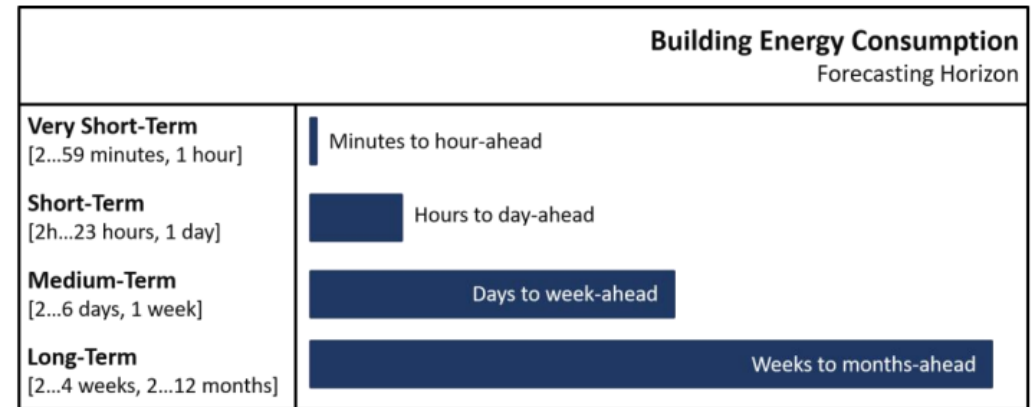 Building Energy Consumption
Forecasting Horizon
Very Short-Term
[2...59 minutes, 1 hour]
Minutes to hour-ahead
Short-Term
[2h...23 hours, 1 day]
Hours to day-ahead
Medium-Term
[2...6 days, 1 week]
Days to week-ahead
Long-Term
[2...4 weeks, 2...12 months]
Weeks to months-ahead